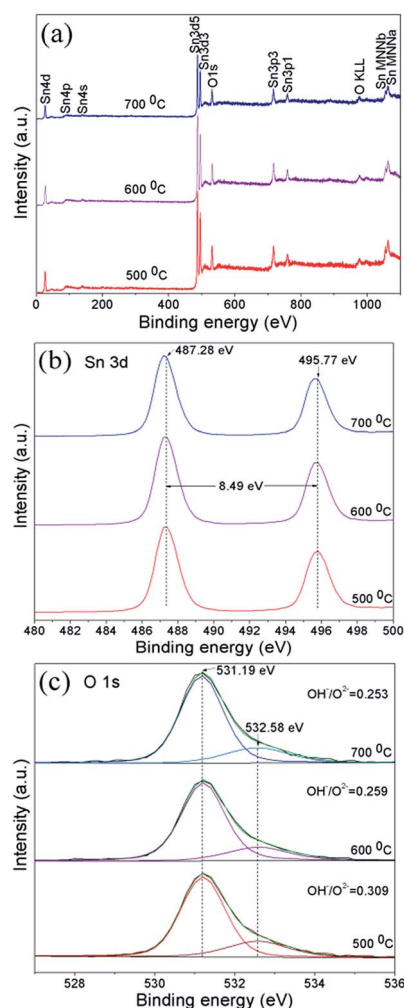 (a)
Sn4d
Sn4p
Sn4s
Sn3d5
Sn3d3
O1s
Sn3p3
Sn3p1
O KLL
Sn MNNb
Sn MNNa
700 ⁰C
600 ⁰C
500 ⁰C
Intensity (a.u.)
0 200 400 600 800 1000
Binding energy (eV)
(b) Sn 3d
487.28 eV
495.77 eV
700 ⁰C
600 ⁰C
8.49 eV
500 ⁰C
Intensity (a.u.)
480 482 484 486 488 490 492 494 496 498 500
Binding energy (eV)
(c) O 1s
531.19 eV
OH⁻/O²⁻=0.253
532.58 eV
700 ⁰C
OH⁻/O²⁻=0.259
600 ⁰C
OH⁻/O²⁻=0.309
500 ⁰C
Intensity (a.u.)
528 530 532 534 536
Binding energy (eV)